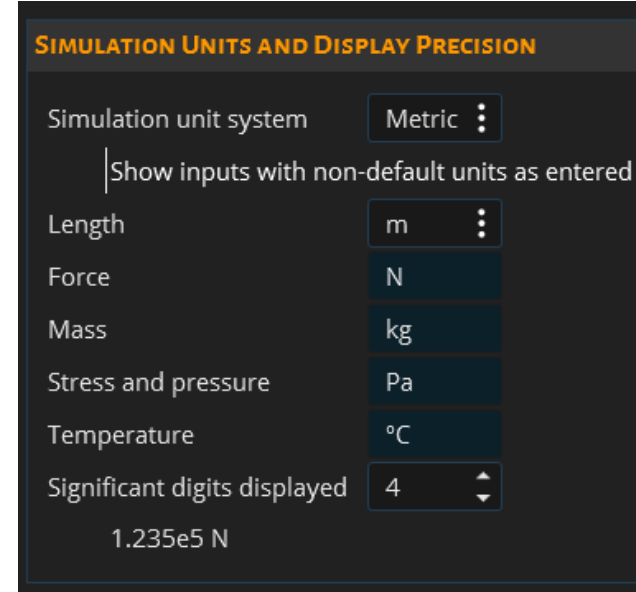 Simulation Units and Display Precision
Simulation unit system Metric
Show inputs with non-default units as entered
Length m
Force N
Mass kg
Stress and pressure Pa
Temperature °C
Significant digits displayed 4
1.235e5 N